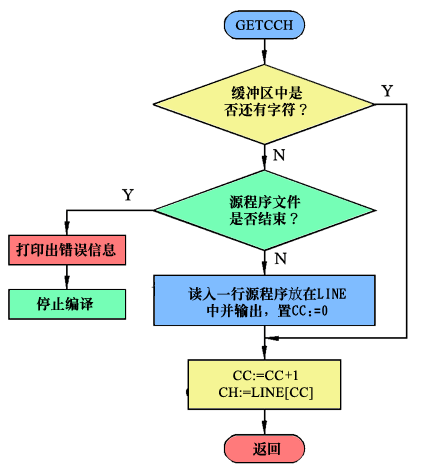 GETCCH
缓冲区中是
否还有字符？
Y
N
源程序文件
是否结束？
Y
打印出错误信息
停止编译
N
读入一行源程序放在LINE
中并输出，置CC:=0
CC:=CC+1
CH:=LINE[CC]
返回